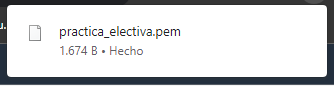 u.
practica_electiva.pem
1.674 B • Hecho